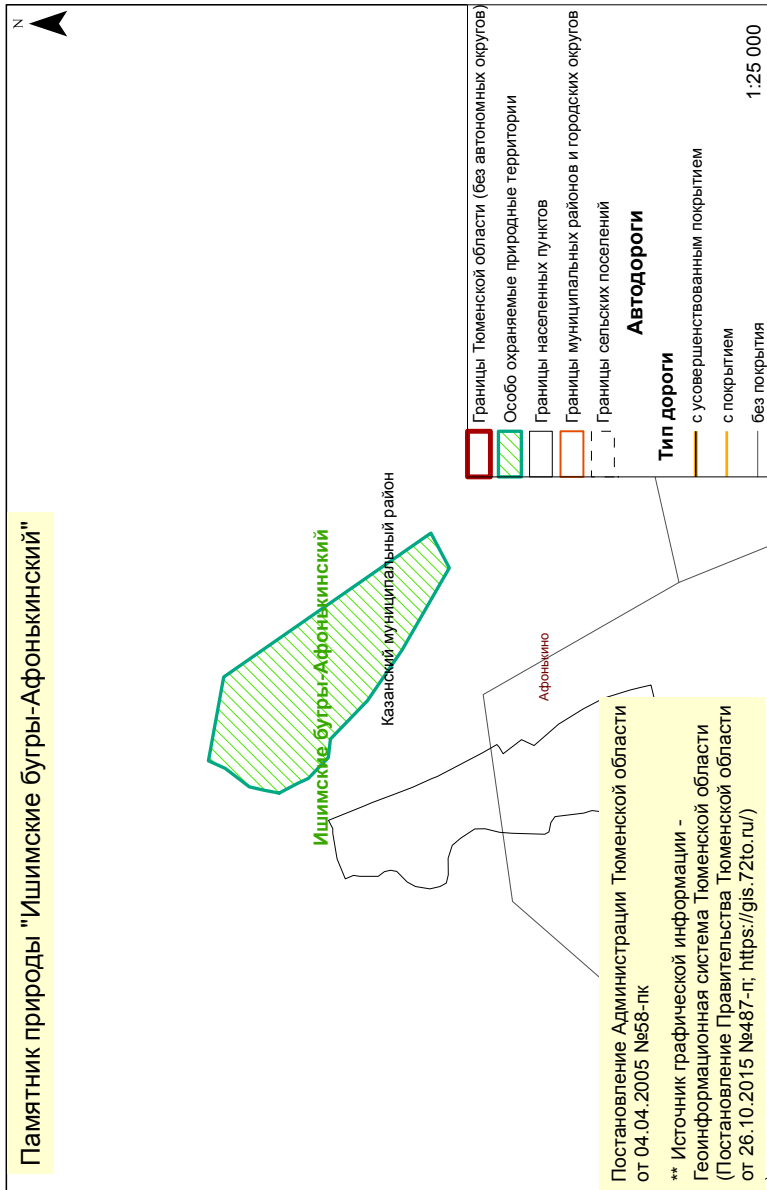 Памятник природы "Ишимские бугры-Афонькинский"
N
Ишимские бугры-Афонькинский
Казанский муниципальный район
Афонькино
Постановление Администрации Тюменской области
от 04.04.2005 №58-пк
** Источник графической информации -
Геоинформационная система Тюменской области
(Постановление Правительства Тюменской области
от 26.10.2015 №487-п; https://gis.72to.ru/)
Границы Тюменской области (без автономных округов)
Особо охраняемые природные территории
Границы населенных пунктов
Границы муниципальных районов и городских округов
Границы сельских поселений
Автодороги
Тип дороги
с усовершенствованным покрытием
с покрытием
без покрытия
1:25 000